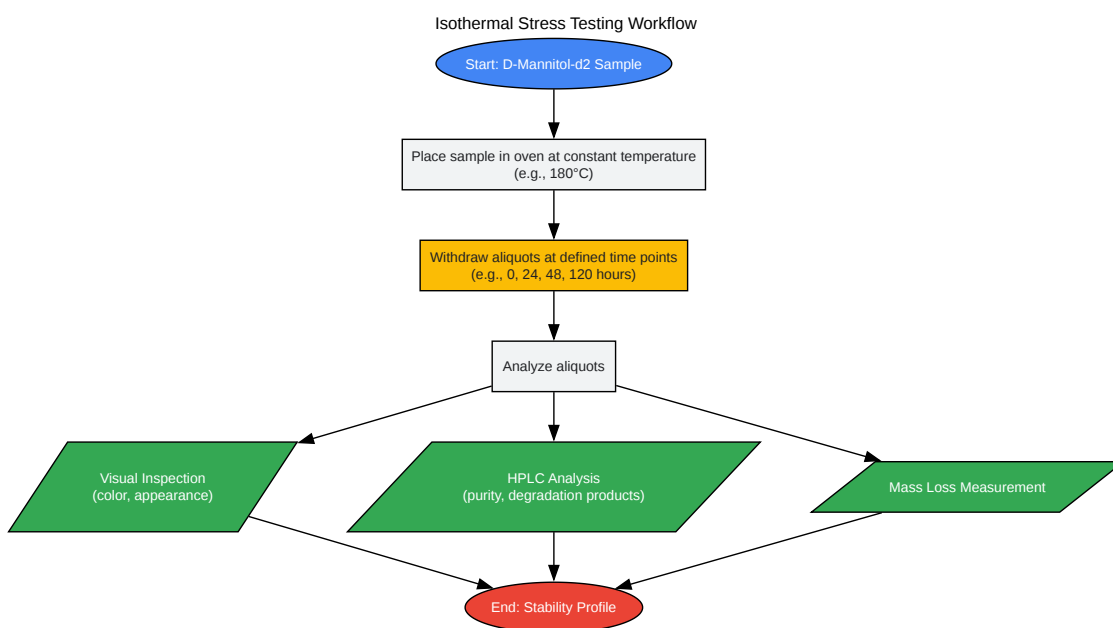 Isothermal Stress Testing Workflow
Start: D-Mannitol-d2 Sample
Place sample in oven at constant temperature
(e.g., 180°C)
Withdraw aliquots at defined time points
(e.g., 0, 24, 48, 120 hours)
Analyze aliquots
Visual Inspection
(color, appearance)
HPLC Analysis
(purity, degradation products)
Mass Loss Measurement
End: Stability Profile